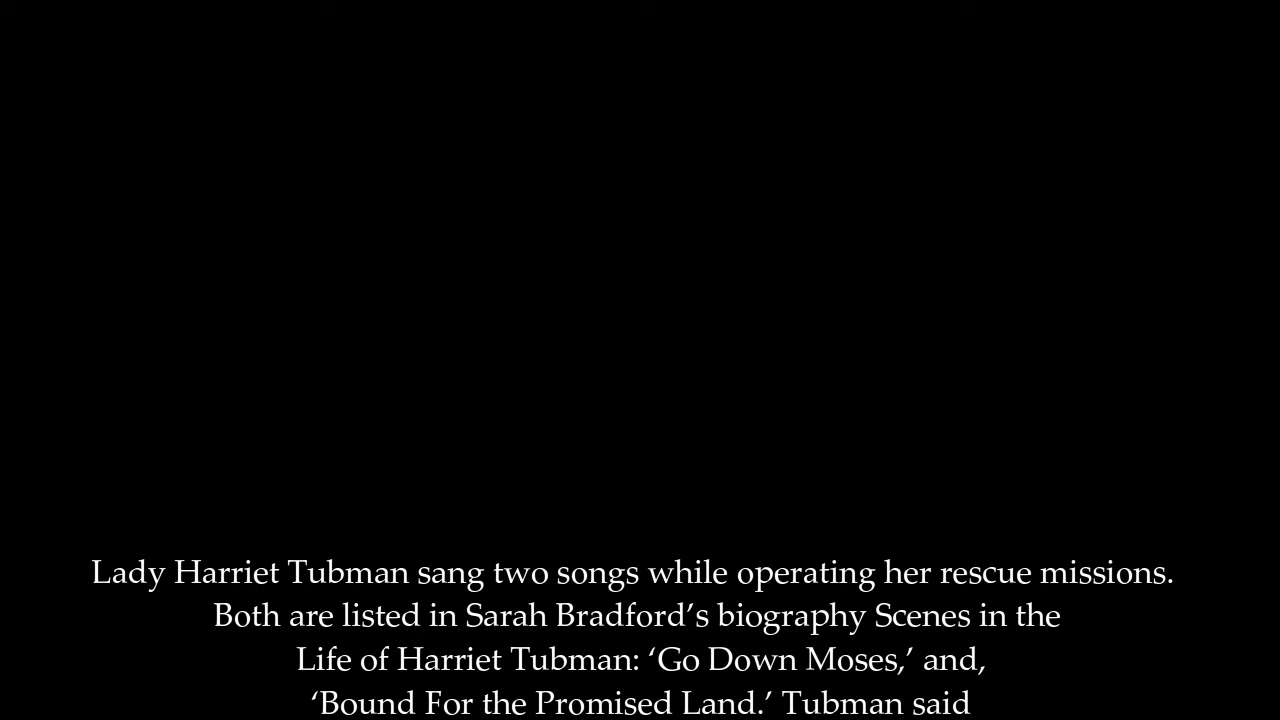 Lady Harriet Tubman sang two songs while operating her rescue missions.
Both are listed in Sarah Bradford’s biography Scenes in the
Life of Harriet Tubman: ‘Go Down Moses,’ and,
‘Bound For the Promised Land.’ Tubman said